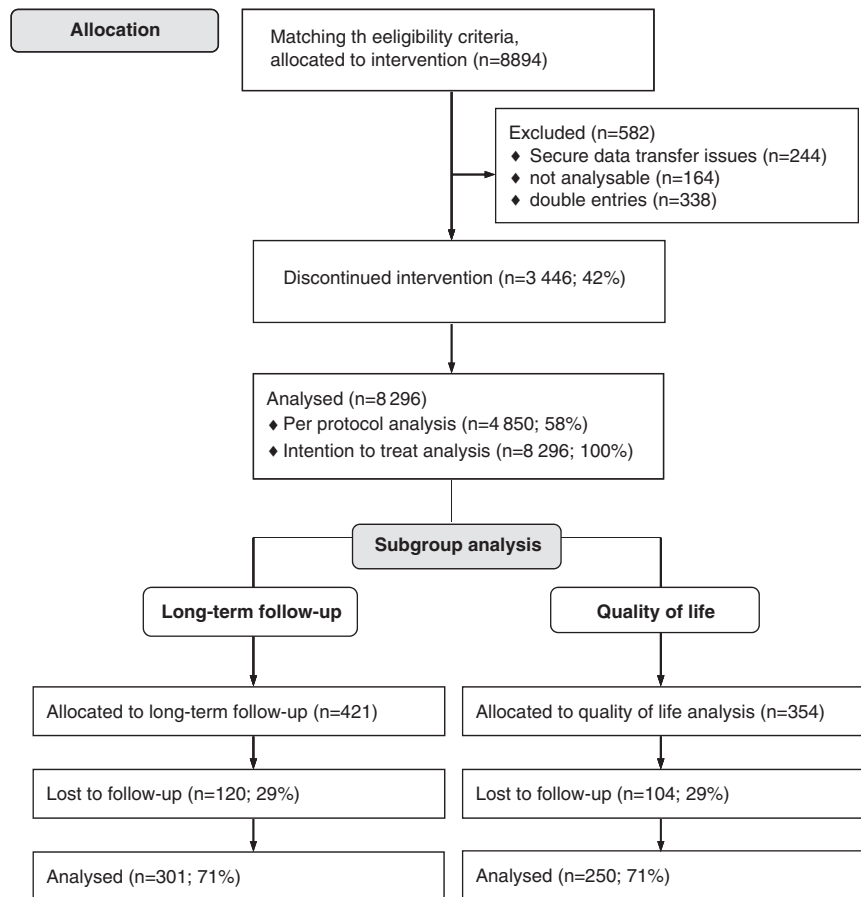 Allocation
Matching th eeligibility criteria,
allocated to intervention (n=8894)
Excluded (n=582)
♦ Secure data transfer issues (n=244)
♦ not analysable (n=164)
♦ double entries (n=338)
Discontinued intervention (n=3 446; 42%)
Analysed (n=8 296)
♦ Per protocol analysis (n=4 850; 58%)
♦ Intention to treat analysis (n=8 296; 100%)
Subgroup analysis
Long-term follow-up
Allocated to long-term follow-up (n=421)
Lost to follow-up (n=120; 29%)
Analysed (n=301; 71%)
Quality of life
Allocated to quality of life analysis (n=354)
Lost to follow-up (n=104; 29%)
Analysed (n=250; 71%)